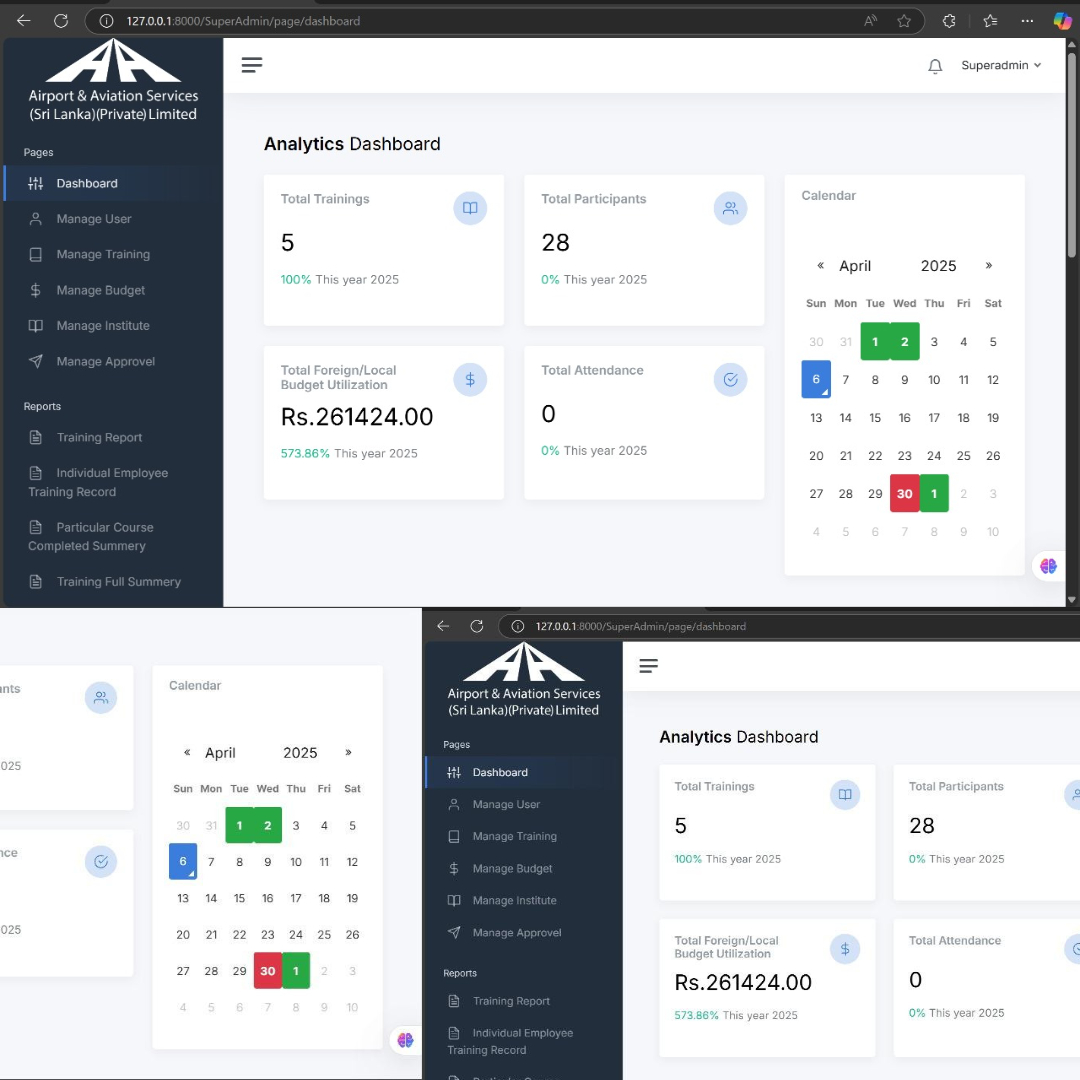 127.0.0.1:8000/SuperAdmin/page/dashboard
Airport & Aviation Services
(Sri Lanka)(Private)Limited
Superadmin
Pages
Dashboard
Manage User
Manage Training
Manage Budget
Manage Institute
Manage Approvel
Reports
Training Report
Individual Employee
Training Record
Particular Course
Completed Summery
Training Full Summery
Analytics Dashboard
Total Trainings
5
100% This year 2025
Total Participants
28
0% This year 2025
Total Foreign/Local
Budget Utilization
Rs.261424.00
573.86% This year 2025
Total Attendance
0
0% This year 2025
Calendar
« April 2025 »
Sun Mon Tue Wed Thu Fri Sat
30 31 1 2 3 4 5
6 7 8 9 10 11 12
13 14 15 16 17 18 19
20 21 22 23 24 25 26
27 28 29 30 1 2 3
4 5 6 7 8 9 10
nts
025
nce
025
Calendar
« April 2025 »
Sun Mon Tue Wed Thu Fri Sat
30 31 1 2 3 4 5
6 7 8 9 10 11 12
13 14 15 16 17 18 19
20 21 22 23 24 25 26
27 28 29 30 1 2 3
4 5 6 7 8 9 10
127.0.0.1:8000/SuperAdmin/page/dashboard
Airport & Aviation Services
(Sri Lanka)(Private)Limited
Pages
Dashboard
Manage User
Manage Training
Manage Budget
Manage Institute
Manage Approvel
Reports
Training Report
Individual Employee
Training Record
Analytics Dashboard
Total Trainings
5
100% This year 2025
Total Participants
28
0% This year 2025
Total Foreign/Local
Budget Utilization
Rs.261424.00
573.86% This year 2025
Total Attendance
0
0% This year 2025